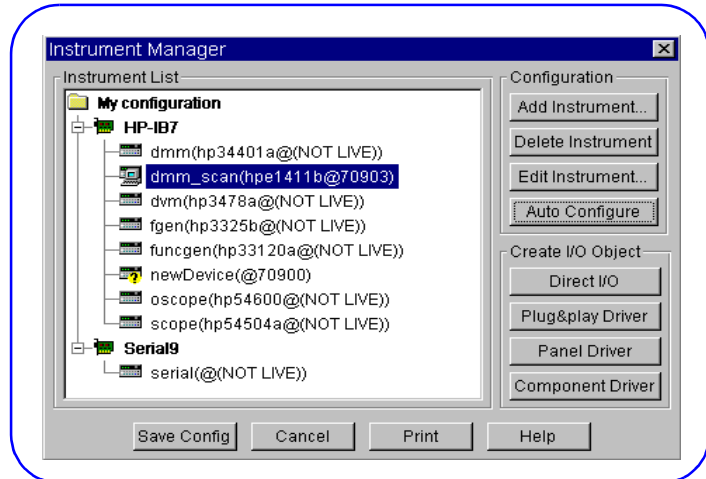 Instrument Manager
Instrument List
My configuration
HP-IB7
dmm(hp34401a@(NOT LIVE))
dmm_scan(hpe1411b@70903)
dvm(hp3478a@(NOT LIVE))
fgen(hp3325b@(NOT LIVE))
funcgen(hp33120a@(NOT LIVE))
newDevice(@70900)
oscope(hp54600@(NOT LIVE))
scope(hp54504a@(NOT LIVE))
Serial9
serial(@(NOT LIVE))
Configuration
Add Instrument...
Delete Instrument
Edit Instrument...
Auto Configure
Create I/O Object
Direct I/O
Plug&play Driver
Panel Driver
Component Driver
Save Config
Cancel
Print
Help